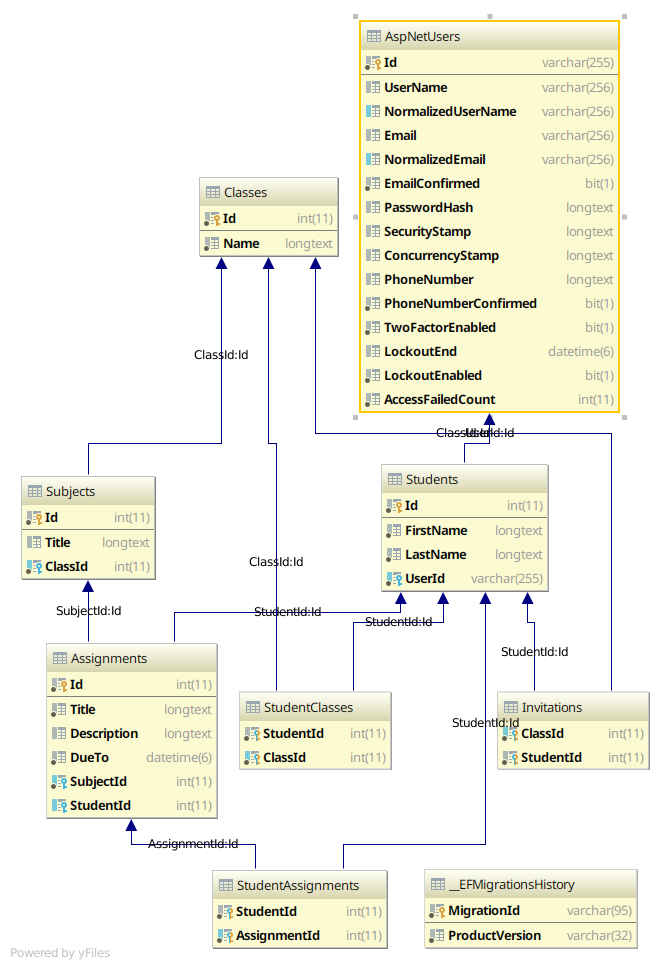 AspNetUsers
Id varchar(255)
UserName varchar(256)
NormalizedUserName varchar(256)
Email varchar(256)
NormalizedEmail varchar(256)
EmailConfirmed bit(1)
PasswordHash longtext
SecurityStamp longtext
ConcurrencyStamp longtext
PhoneNumber longtext
PhoneNumberConfirmed bit(1)
TwoFactorEnabled bit(1)
LockoutEnd datetime(6)
LockoutEnabled bit(1)
AccessFailedCount int(11)
Classes
Id int(11)
Name longtext
ClassId:Id
ClassId:Id
UserId:Id
Subjects
Id int(11)
Title longtext
ClassId int(11)
Students
Id int(11)
FirstName longtext
LastName longtext
UserId varchar(255)
ClassId:Id
SubjectId:Id
StudentId:Id
StudentId:Id
StudentId:Id
Assignments
Id int(11)
Title longtext
Description longtext
DueTo datetime(6)
SubjectId int(11)
StudentId int(11)
StudentClasses
StudentId int(11)
ClassId int(11)
StudentId:Id
Invitations
ClassId int(11)
StudentId int(11)
AssignmentId:Id
StudentAssignments
StudentId int(11)
AssignmentId int(11)
__EFMigrationsHistory
MigrationId varchar(95)
ProductVersion varchar(32)
Powered by yFiles